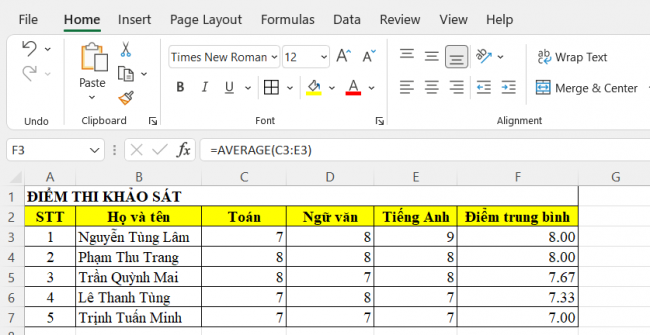 File Home Insert Page Layout Formulas Data Review View Help
Times New Roman 12 A^ A˅ ab Wrap Text
Paste B I U A Merge & Center
Undo Clipboard Font Alignment
F3 fx =AVERAGE(C3:E3)
A B C D E F G
1 ĐIỂM THI KHẢO SÁT
2 STT Họ và tên Toán Ngữ văn Tiếng Anh Điểm trung bình
3 1 Nguyễn Tùng Lâm 7 8 9 8.00
4 2 Phạm Thu Trang 8 8 8 8.00
5 3 Trần Quỳnh Mai 8 7 8 7.67
6 4 Lê Thanh Tùng 7 8 7 7.33
7 5 Trịnh Tuấn Minh 7 7 7 7.00